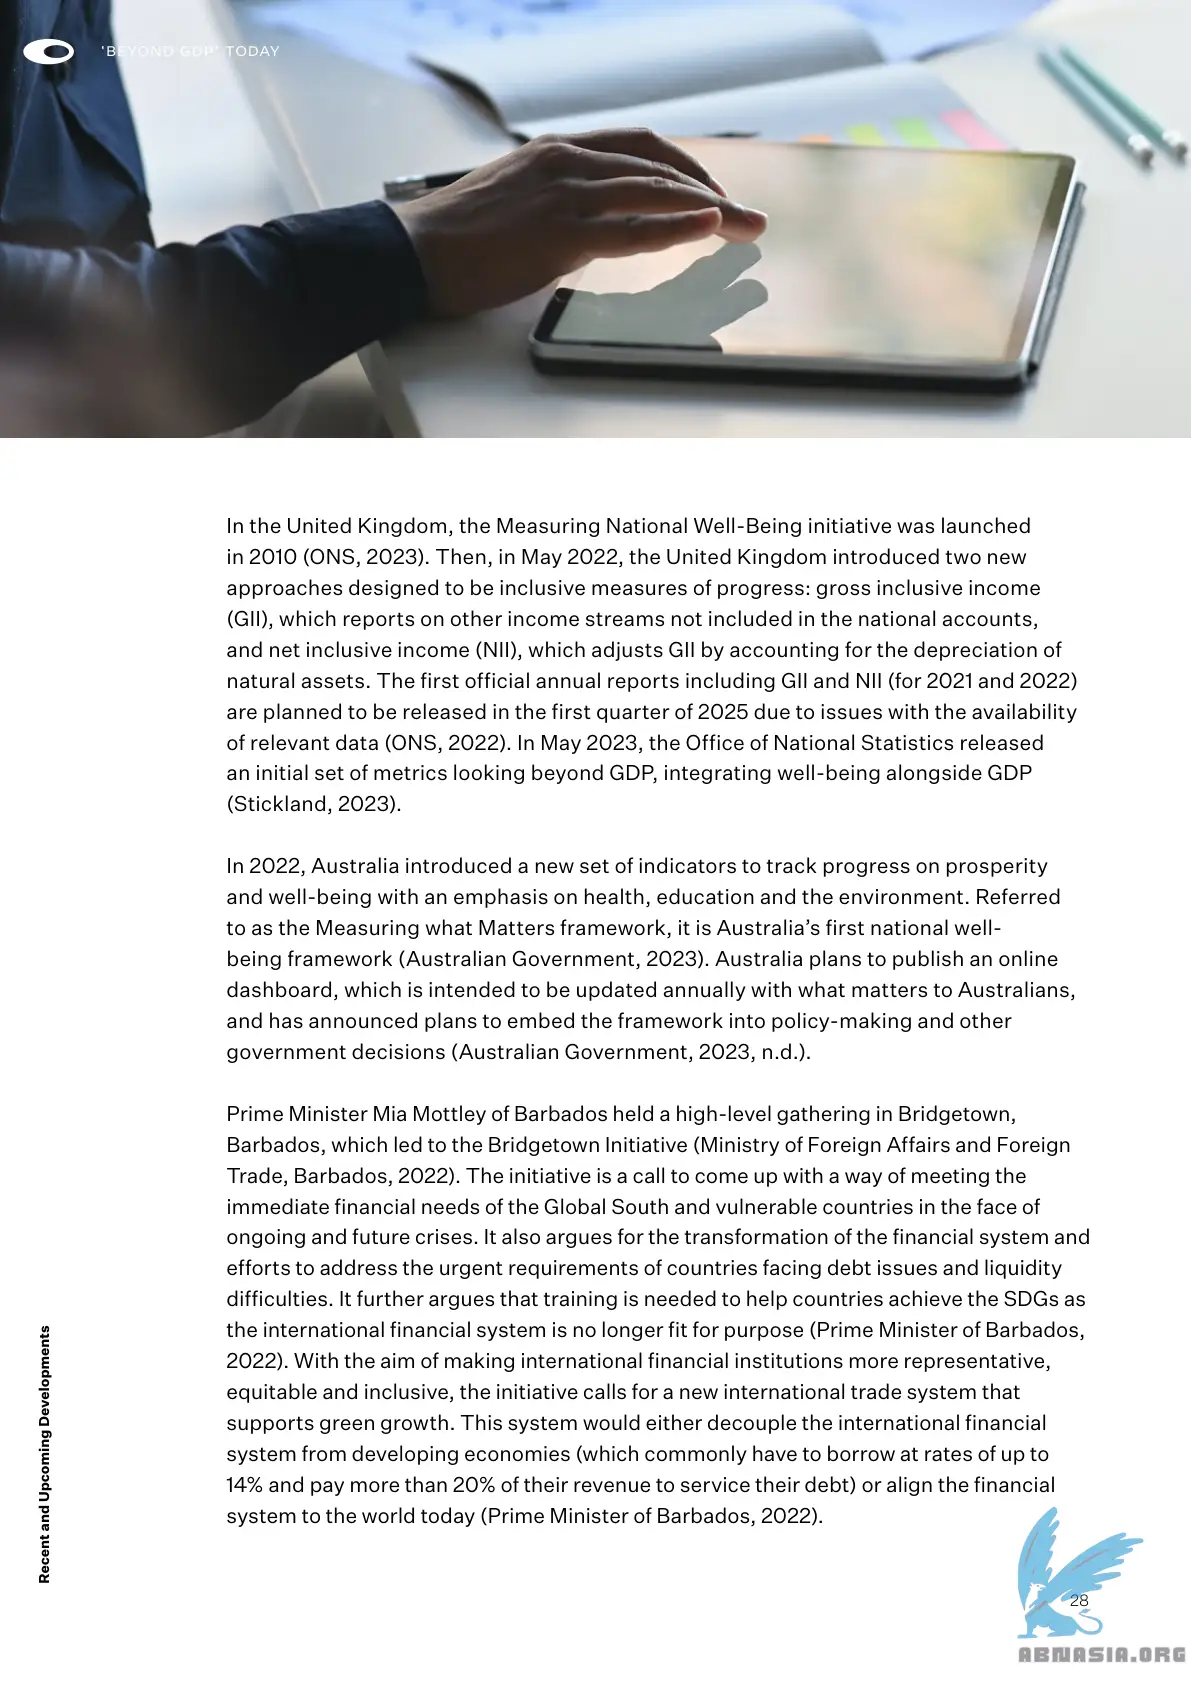 'BEYOND GDP' TODAY
In the United Kingdom, the Measuring National Well-Being initiative was launched
in 2010 (ONS, 2023). Then, in May 2022, the United Kingdom introduced two new
approaches designed to be inclusive measures of progress: gross inclusive income
(GII), which reports on other income streams not included in the national accounts,
and net inclusive income (NII), which adjusts GII by accounting for the depreciation of
natural assets. The first official annual reports including GII and NII (for 2021 and 2022)
are planned to be released in the first quarter of 2025 due to issues with the availability
of relevant data (ONS, 2022). In May 2023, the Office of National Statistics released
an initial set of metrics looking beyond GDP, integrating well-being alongside GDP
(Stickland, 2023).
In 2022, Australia introduced a new set of indicators to track progress on prosperity
and well-being with an emphasis on health, education and the environment. Referred
to as the Measuring what Matters framework, it is Australia’s first national well-
being framework (Australian Government, 2023). Australia plans to publish an online
dashboard, which is intended to be updated annually with what matters to Australians,
and has announced plans to embed the framework into policy-making and other
government decisions (Australian Government, 2023, n.d.).
Prime Minister Mia Mottley of Barbados held a high-level gathering in Bridgetown,
Barbados, which led to the Bridgetown Initiative (Ministry of Foreign Affairs and Foreign
Trade, Barbados, 2022). The initiative is a call to come up with a way of meeting the
immediate financial needs of the Global South and vulnerable countries in the face of
ongoing and future crises. It also argues for the transformation of the financial system and
efforts to address the urgent requirements of countries facing debt issues and liquidity
difficulties. It further argues that training is needed to help countries achieve the SDGs as
the international financial system is no longer fit for purpose (Prime Minister of Barbados,
2022). With the aim of making international financial institutions more representative,
equitable and inclusive, the initiative calls for a new international trade system that
supports green growth. This system would either decouple the international financial
system from developing economies (which commonly have to borrow at rates of up to
14% and pay more than 20% of their revenue to service their debt) or align the financial
system to the world today (Prime Minister of Barbados, 2022).
Recent and Upcoming Developments
28
ABNASIA.ORG